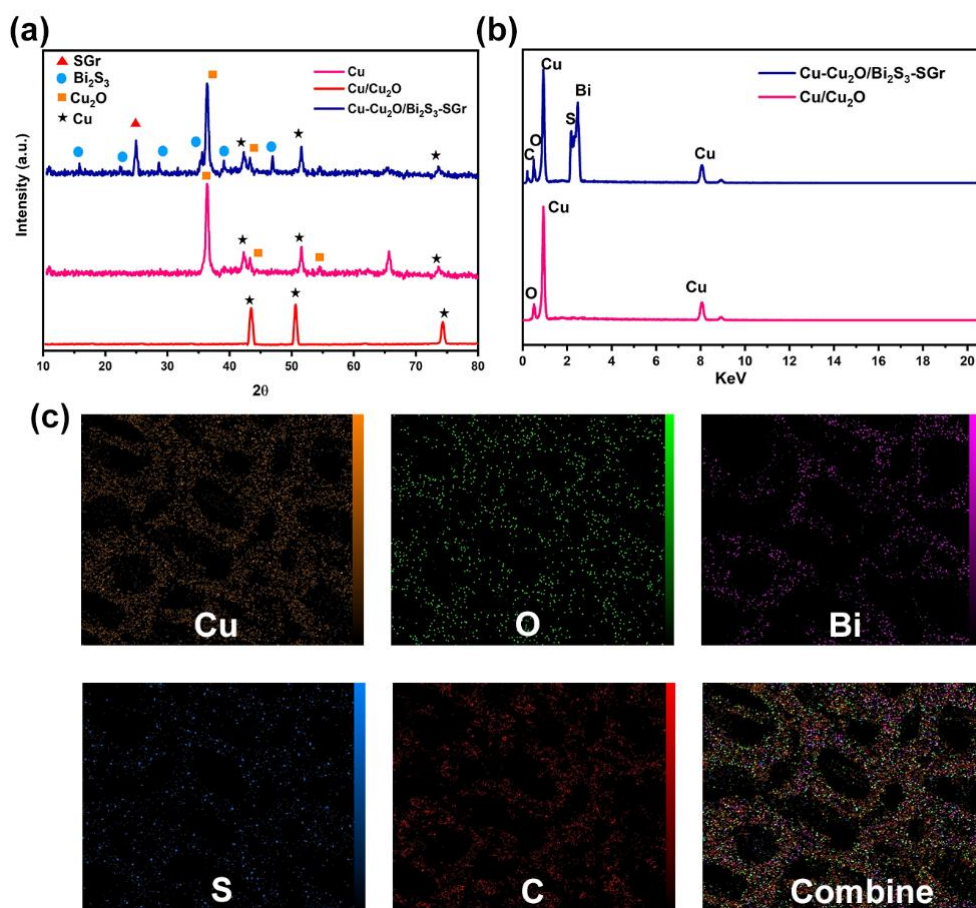 (a)
SGr
Bi₂S₃
Cu₂O
Cu
Cu
Cu/Cu₂O
Cu-Cu₂O/Bi₂S₃-SGr
Intensity (a.u.)
10 20 30 40 50 60 70 80
2θ
(b)
Cu
Bi
S
O
C
Cu
Cu-Cu₂O/Bi₂S₃-SGr
Cu/Cu₂O
Cu
O
Cu
0 2 4 6 8 10 12 14 16 18 20
KeV
(c)
Cu
O
Bi
S
C
Combine